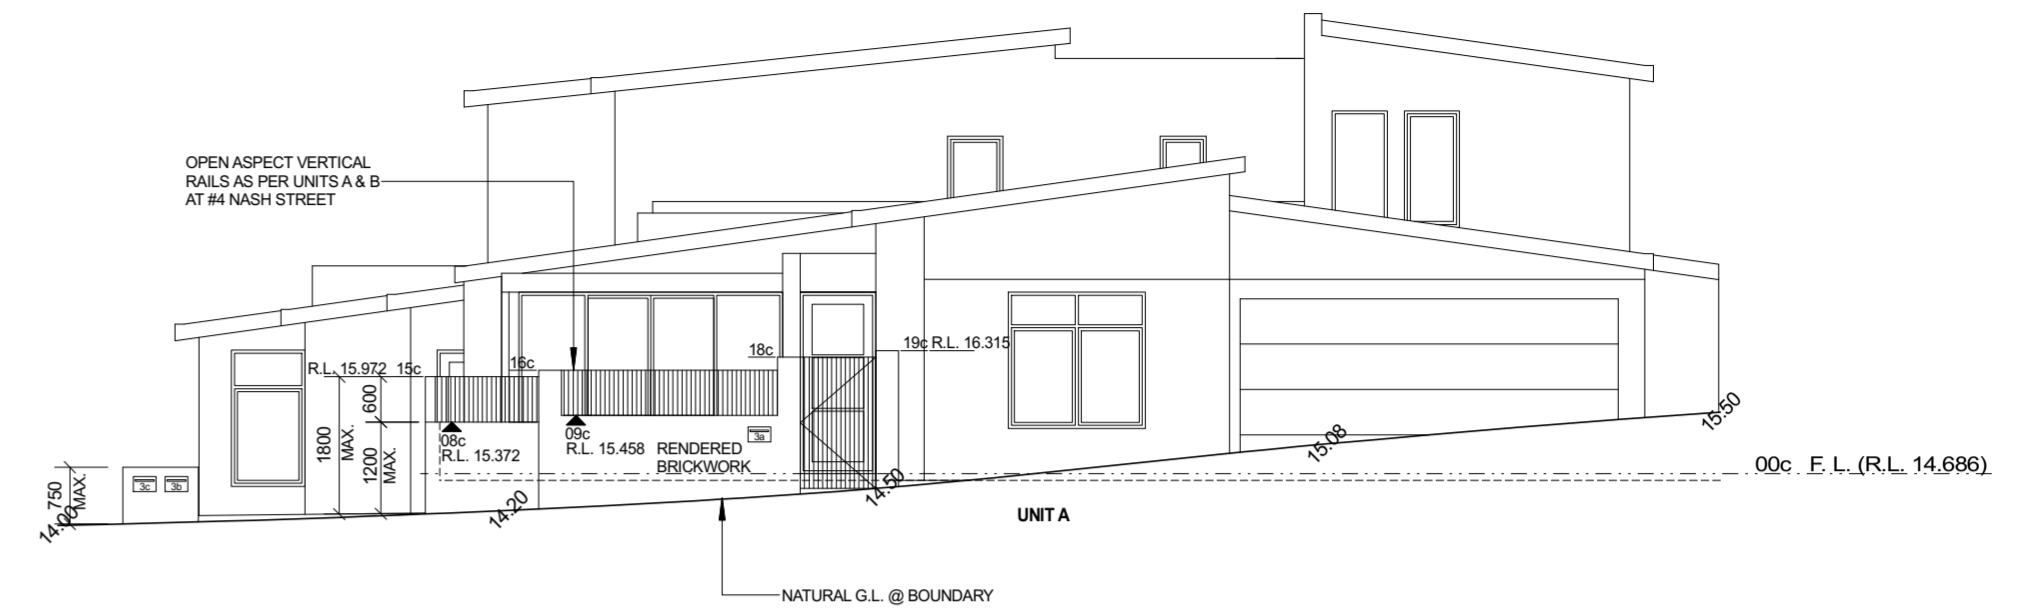 OPEN ASPECT VERTICAL
RAILS AS PER UNITS A & B
AT #4 NASH STREET
R.L. 15.972 15c
16c
18c
19c R.L. 16.315
600
1800
MAX.
1200
MAX.
08c
R.L. 15.372
09c
R.L. 15.458
RENDERED
BRICKWORK
3a
750
MAX.
3c
3b
14.00
14.20
14.50
15.08
15.50
00c F. L. (R.L. 14.686)
UNIT A
NATURAL G.L. @ BOUNDARY